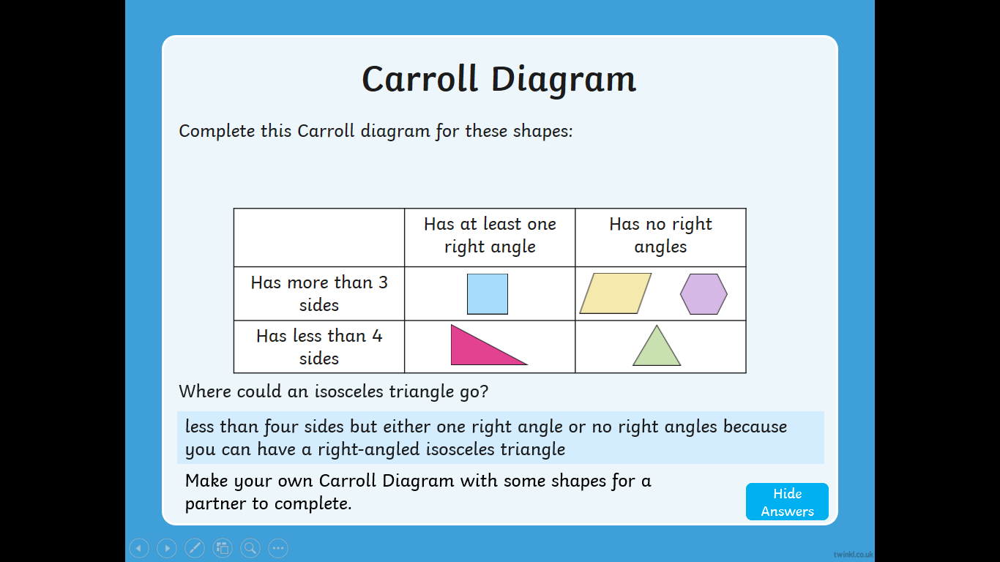 Carroll Diagram
Complete this Carroll diagram for these shapes:
Has at least one
right angle
Has no right
angles
Has more than 3
sides
Has less than 4
sides
Where could an isosceles triangle go?
less than four sides but either one right angle or no right angles because
you can have a right-angled isosceles triangle
Make your own Carroll Diagram with some shapes for a
partner to complete.
Hide
Answers
twinkl.co.uk